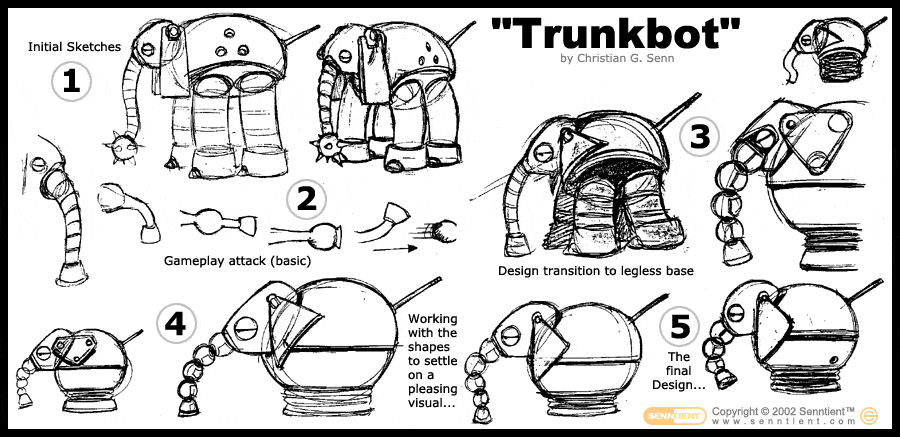 "Trunkbot"
by Christian G. Senn
Initial Sketches
1
2
Gameplay attack (basic)
3
Design transition to legless base
4
Working
with the
shapes
to settle
on a
pleasing
visual...
5
The
final
Design...
SENNTIENT
Copyright © 2002 Senntient™
www.senntient.com